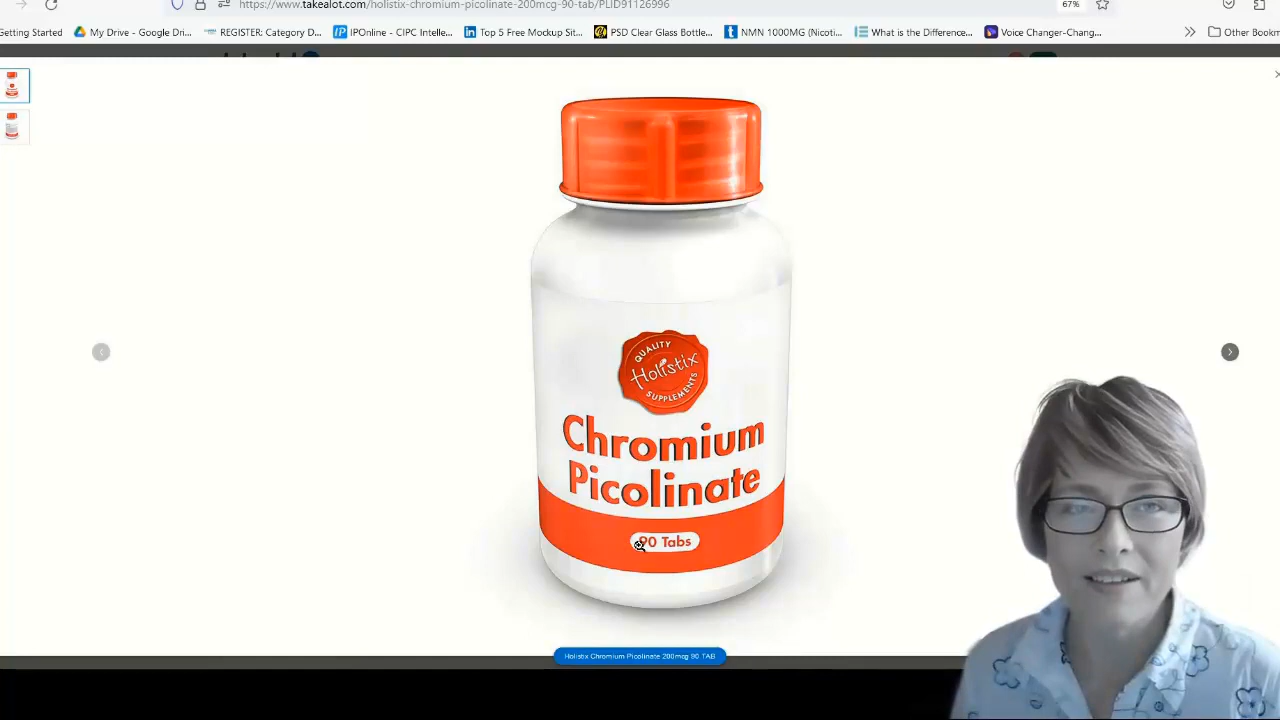 https://www.takealot.com/holistix-chromium-picolinate-200mcg-90-tab/PLID91126996
67%
Getting Started
My Drive - Google Dri...
REGISTER: Category D...
IPOnline - CIPC Intelle...
Top 5 Free Mockup Sit...
PSD Clear Glass Bottle...
NMN 1000MG (Nicoti...
What is the Difference...
Voice Changer-Chang...
Other Bookm
QUALITY
Holistix
SUPPLEMENTS
Chromium
Picolinate
90 Tabs
Holistix Chromium Picolinate 200mcg 90 TAB